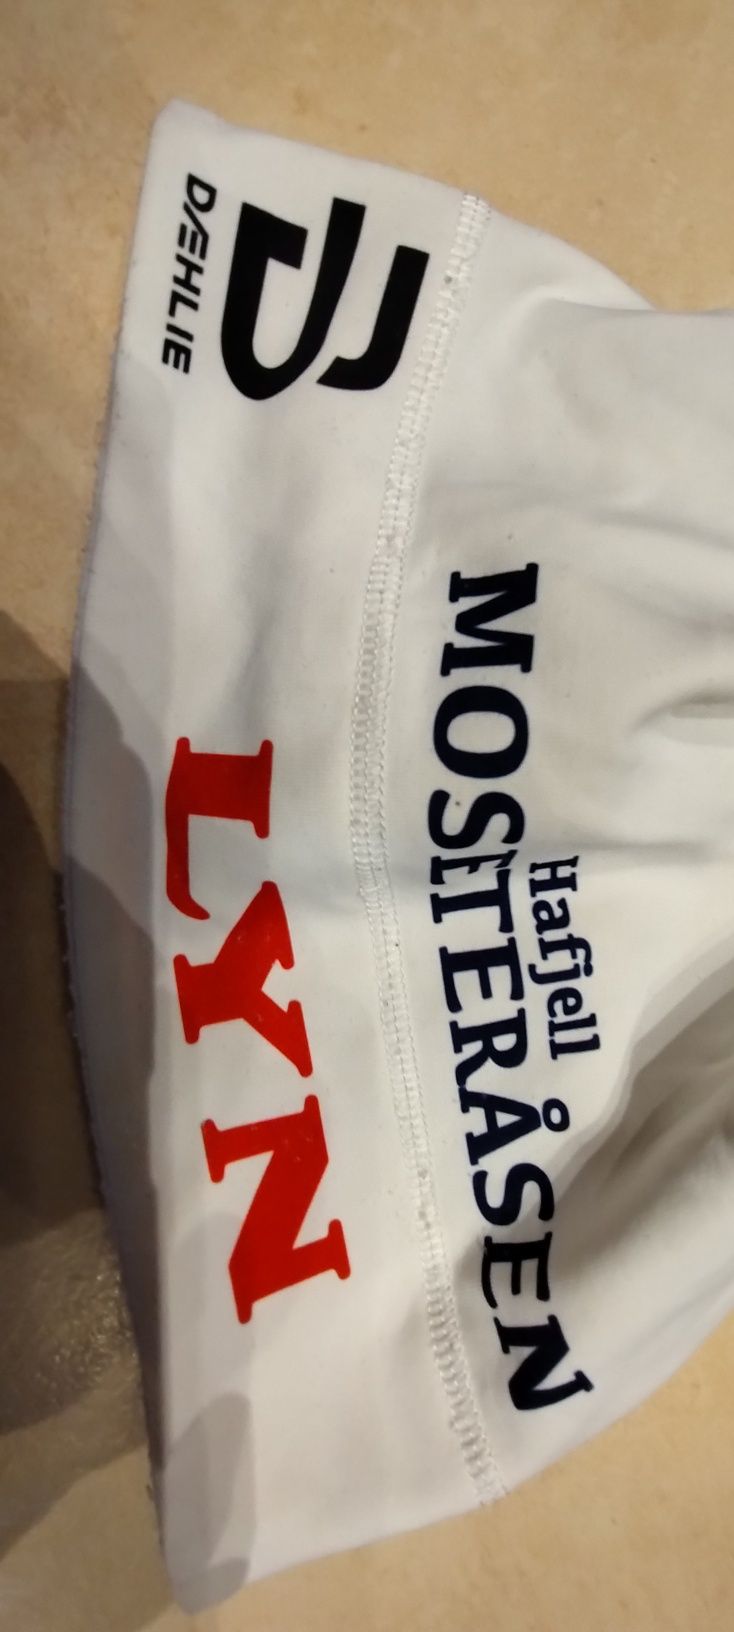 Hafjell
MOSETERÅSEN
DÆHLIE
LYN